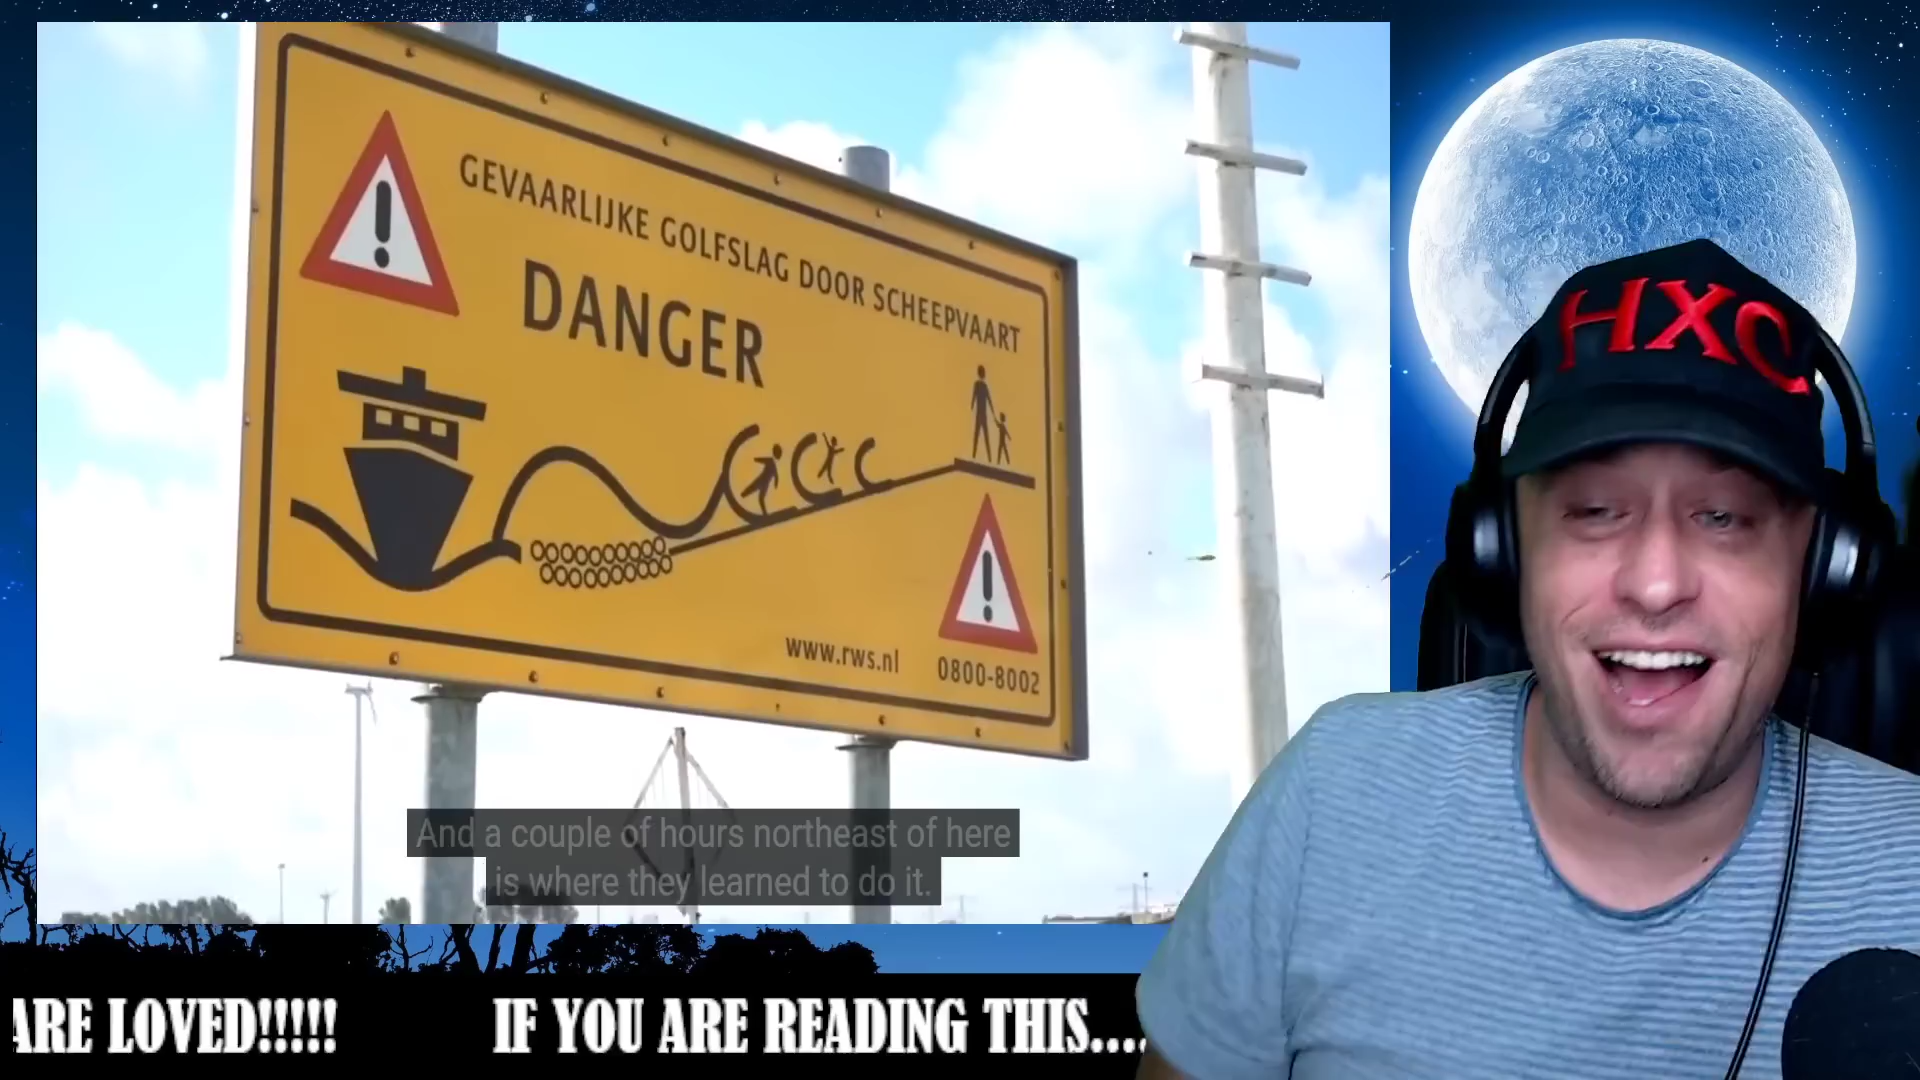 GEVAARLIJKE GOLFSLAG DOOR SCHEEPVAART
DANGER
www.rws.nl
0800-8002
HXC
And a couple of hours northeast of here
is where they learned to do it.
ARE LOVED!!!!!
IF YOU ARE READING THIS....